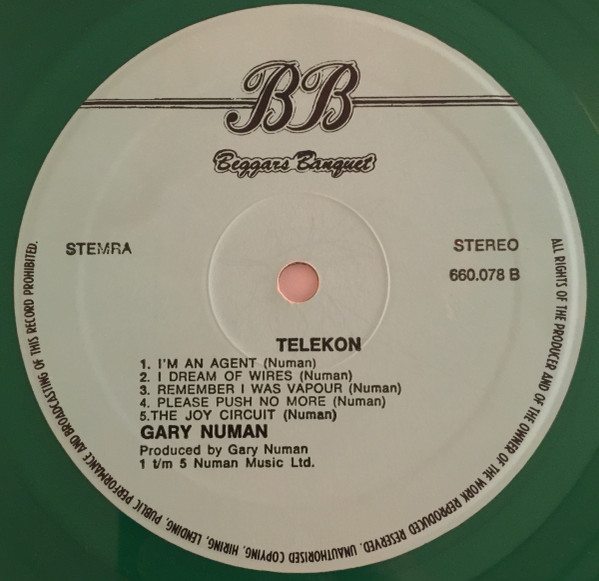 BB
Beggars Banquet
STEMRA
STEREO
660.078 B
TELEKON
1. I'M AN AGENT (Numan)
2. I DREAM OF WIRES (Numan)
3. REMEMBER I WAS VAPOUR (Numan)
4. PLEASE PUSH NO MORE (Numan)
5.THE JOY CIRCUIT (Numan)
GARY NUMAN
Produced by Gary Numan
1 t/m 5 Numan Music Ltd.
ALL RIGHTS OF THE PRODUCER AND OF THE OWNER OF THE WORK REPRODUCED RESERVED. UNAUTHORISED COPYING, HIRING, LENDING, PUBLIC PERFORMANCE AND BROADCASTING OF THIS RECORD PROHIBITED.